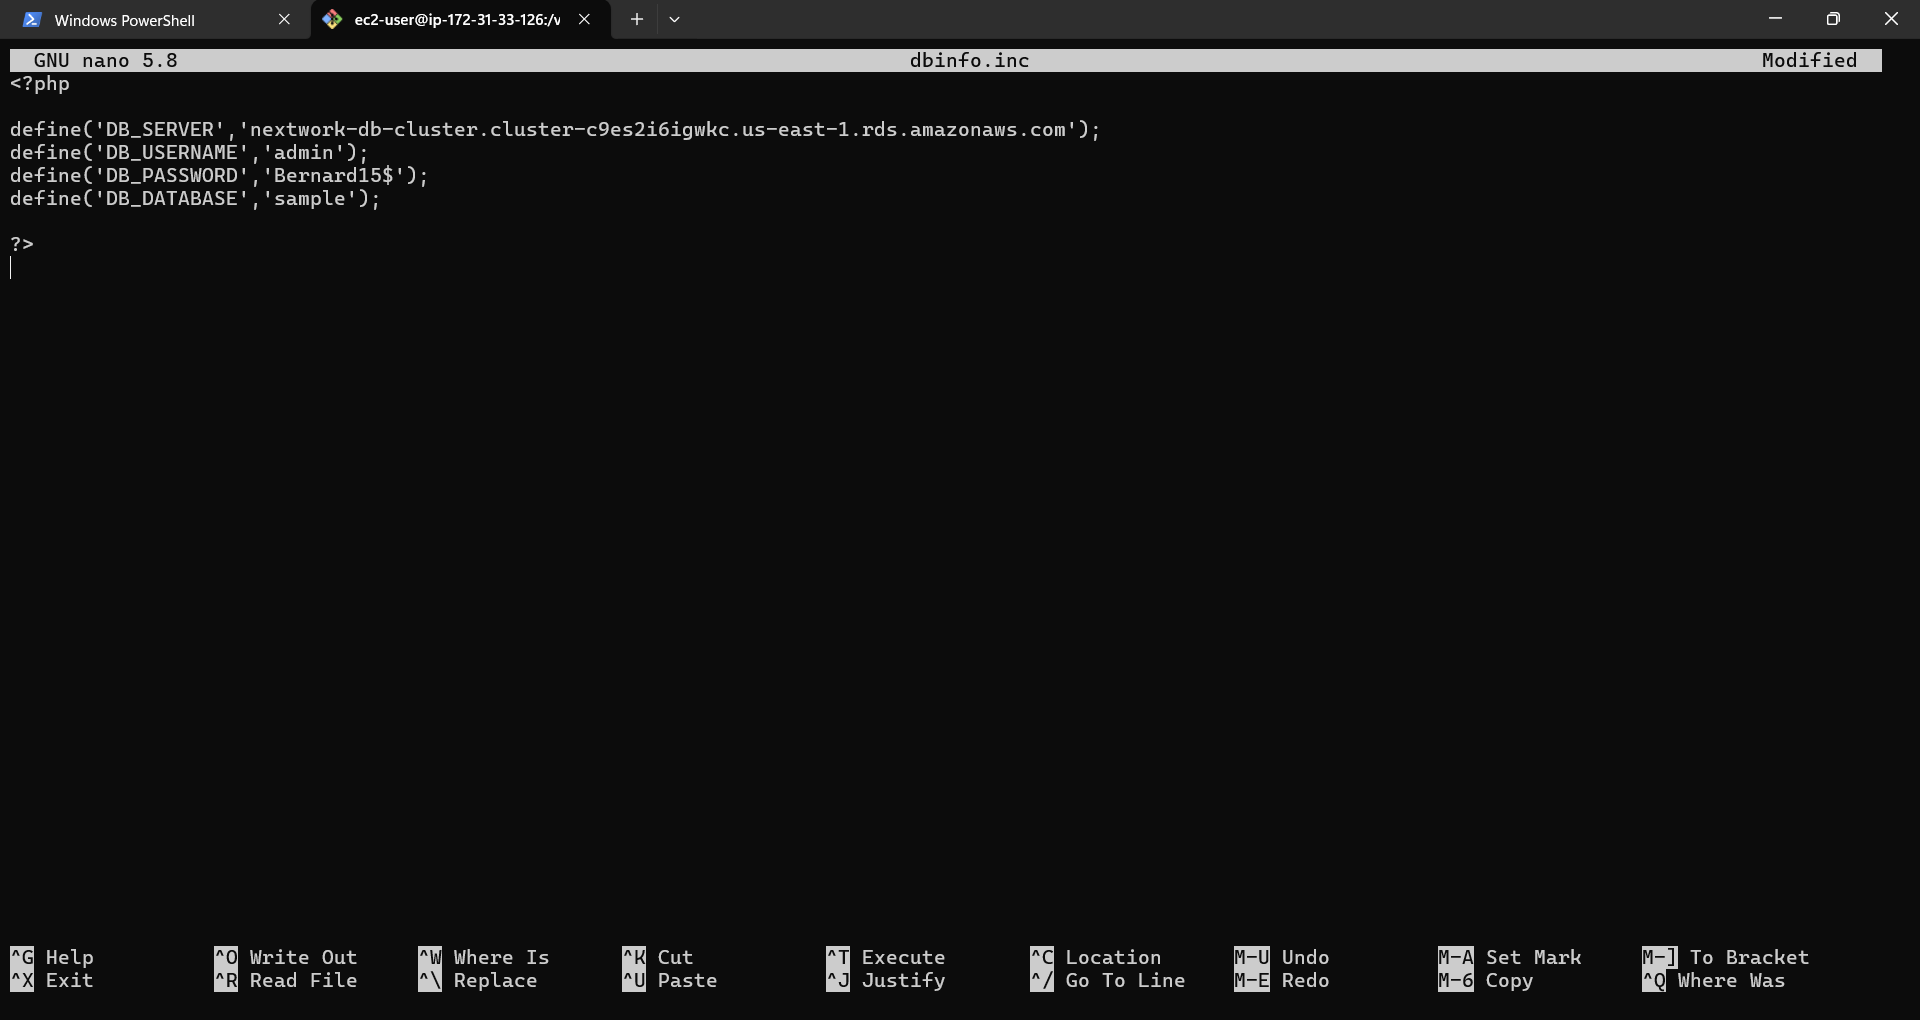 Windows PowerShell
ec2-user@ip-172-31-33-126:/v
GNU nano 5.8 dbinfo.inc Modified
<?php
define('DB_SERVER','nextwork-db-cluster.cluster-c9es2i6igwkc.us-east-1.rds.amazonaws.com');
define('DB_USERNAME','admin');
define('DB_PASSWORD','Bernard15$');
define('DB_DATABASE','sample');
?>
^G Help ^O Write Out ^W Where Is ^K Cut ^T Execute ^C Location M-U Undo M-A Set Mark M-] To Bracket
^X Exit ^R Read File ^\ Replace ^U Paste ^J Justify ^/ Go To Line M-E Redo M-6 Copy ^Q Where Was